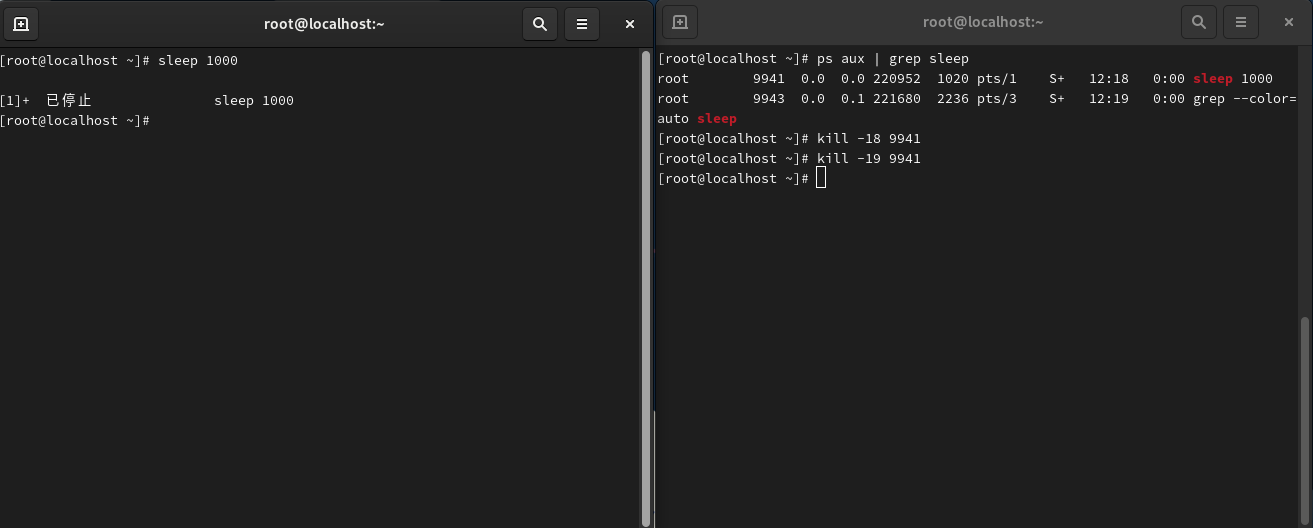 root@localhost:~
[root@localhost ~]# sleep 1000
[1]+  已停止               sleep 1000
[root@localhost ~]#
root@localhost:~
[root@localhost ~]# ps aux | grep sleep
root        9941  0.0  0.0 220952  1020 pts/1    S+   12:18   0:00 sleep 1000
root        9943  0.0  0.1 221680  2236 pts/3    S+   12:19   0:00 grep --color=
auto sleep
[root@localhost ~]# kill -18 9941
[root@localhost ~]# kill -19 9941
[root@localhost ~]#